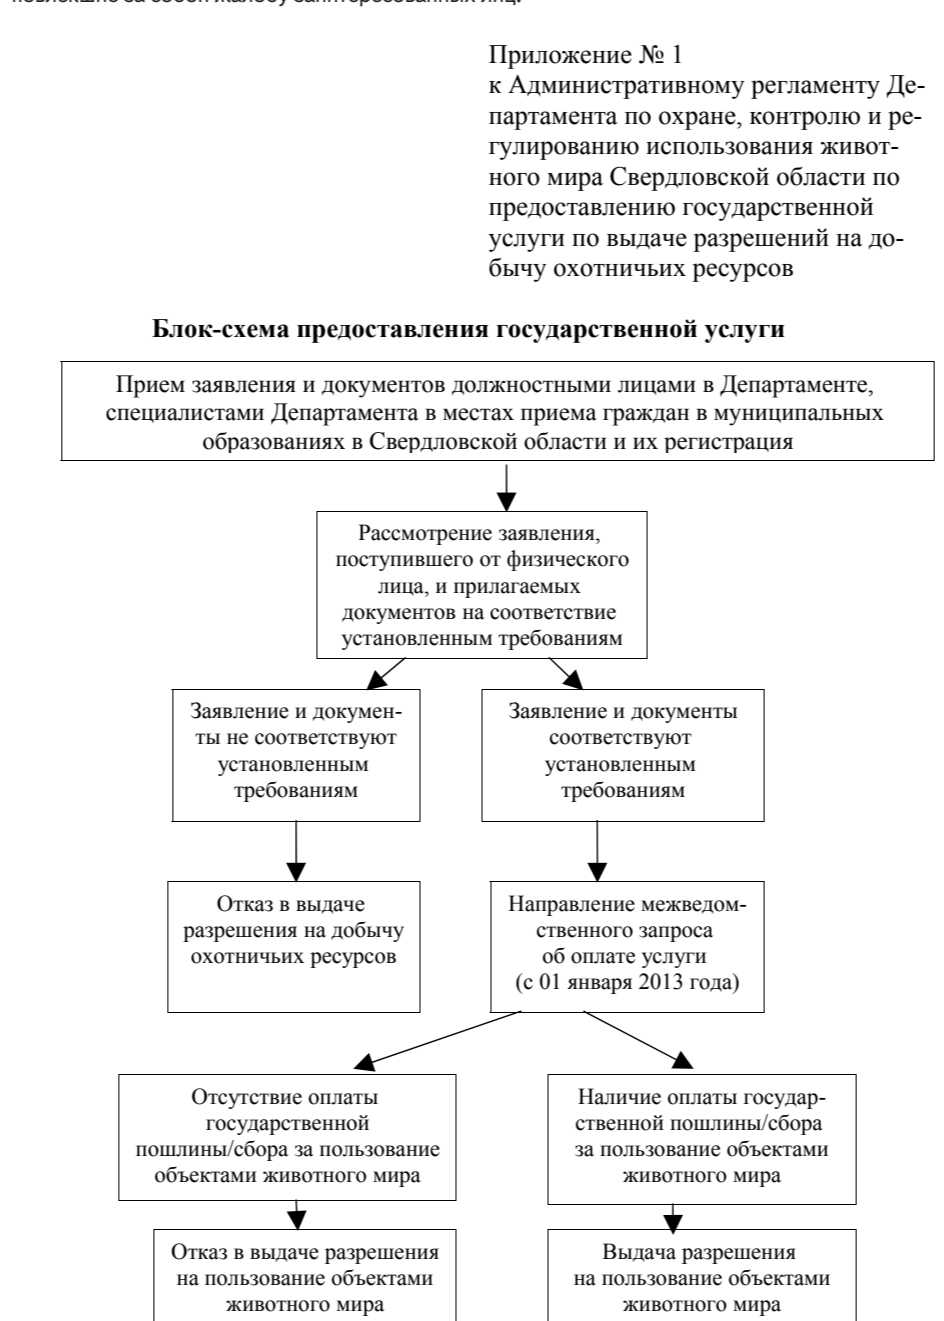 повлекшие за собой жалобу заинтересованных лиц.
Приложение № 1
к Административному регламенту Де-
партамента по охране, контролю и ре-
гулированию использования живот-
ного мира Свердловской области по
предоставлению государственной
услуги по выдаче разрешений на до-
бычу охотничьих ресурсов
Блок-схема предоставления государственной услуги
Прием заявления и документов должностными лицами в Департаменте,
специалистами Департамента в местах приема граждан в муниципальных
образованиях в Свердловской области и их регистрация
Рассмотрение заявления,
поступившего от физического
лица, и прилагаемых
документов на соответствие
установленным требованиям
Заявление и докумен-
ты не соответствуют
установленным
требованиям
Заявление и документы
соответствуют
установленным
требованиям
Отказ в выдаче
разрешения на добычу
охотничьих ресурсов
Направление межведом-
ственного запроса
об оплате услуги
(с 01 января 2013 года)
Отсутствие оплаты
государственной
пошлины/сбора за пользование
объектами животного мира
Наличие оплаты государ-
ственной пошлины/сбора
за пользование объектами
животного мира
Отказ в выдаче разрешения
на пользование объектами
животного мира
Выдача разрешения
на пользование объектами
животного мира